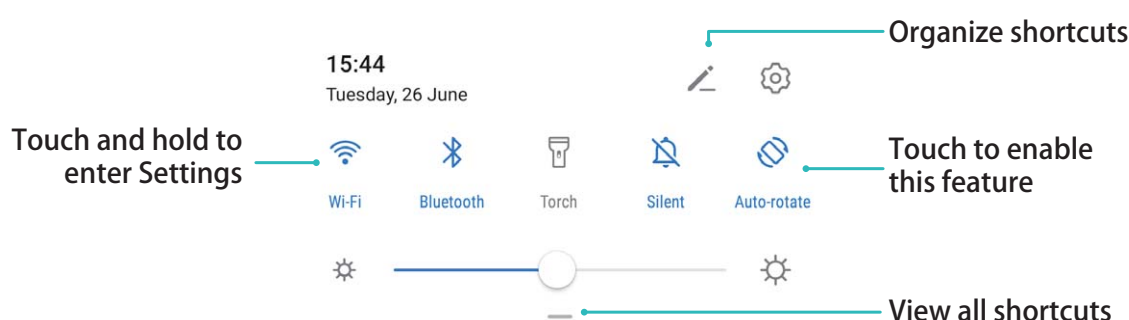 Organize shortcuts
15:44
Tuesday, 26 June
Touch and hold to
enter Settings
Touch to enable
this feature
Wi-Fi
Bluetooth
Torch
Silent
Auto-rotate
View all shortcuts